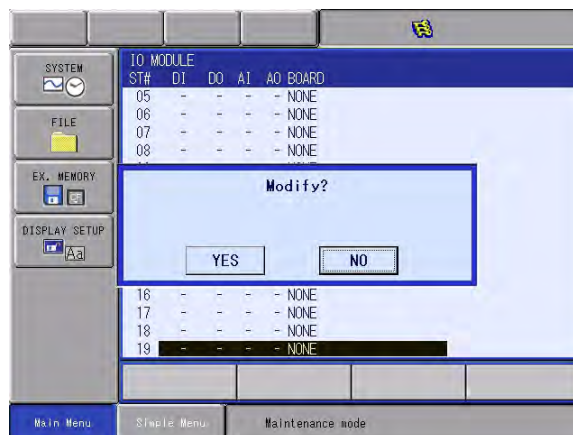 SYSTEM
FILE
EX. MEMORY
DISPLAY SETUP
Aa
IO MODULE
ST# DI DO AI AO BOARD
05 - - - - NONE
06 - - - - NONE
07 - - - - NONE
08 - - - - NONE
Modify?
YES NO
16 - - - - NONE
17 - - - - NONE
18 - - - - NONE
19 - - - - NONE
Main Menu Simple Menu Maintenance mode